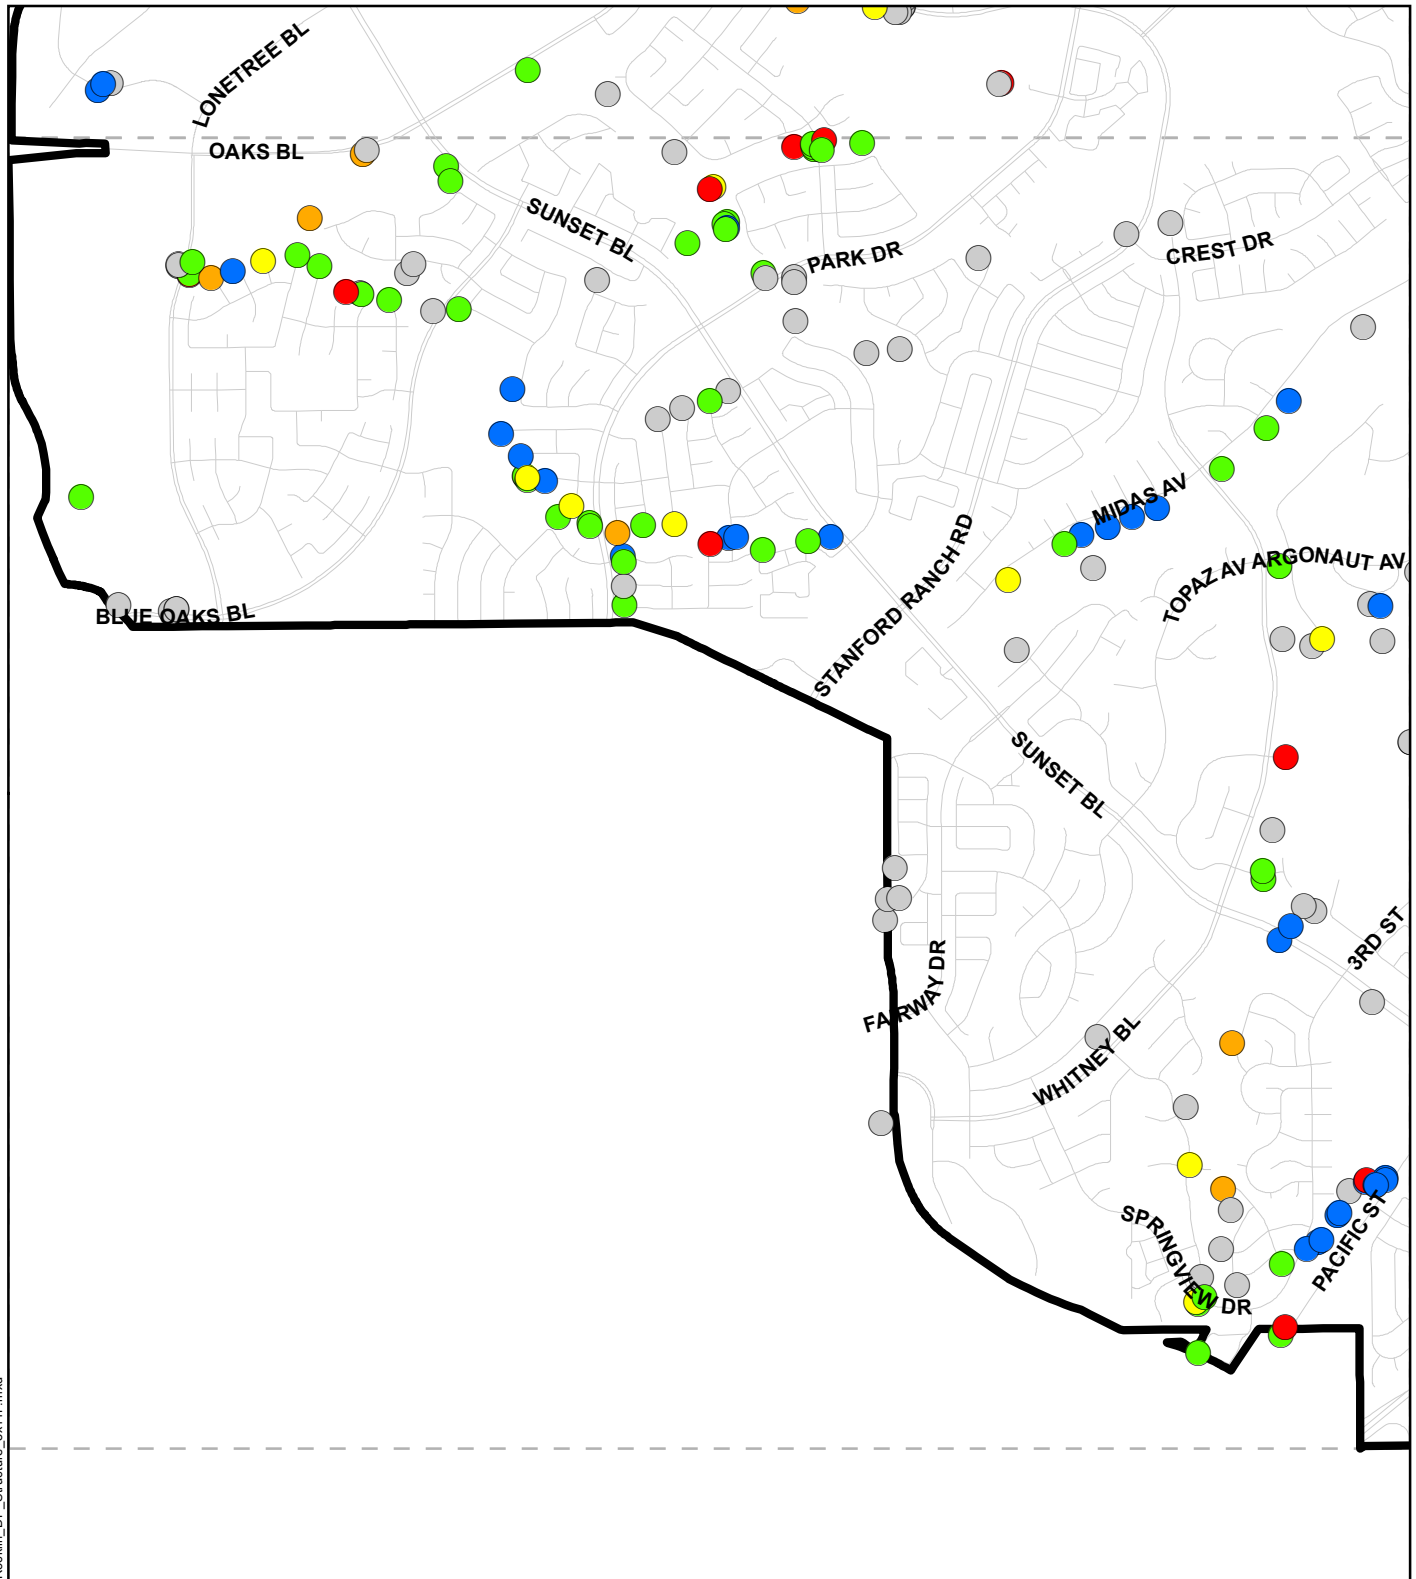 LONETREE BL
OAKS BL
SUNSET BL
PARK DR
CREST DR
MIDAS AV
STANFORD RANCH RD
TOPAZ AV
ARGONAUT AV
BLUE OAKS BL
SUNSET BL
3RD ST
FAIRWAY DR
WHITNEY BL
SPRINGVIEW DR
PACIFIC ST